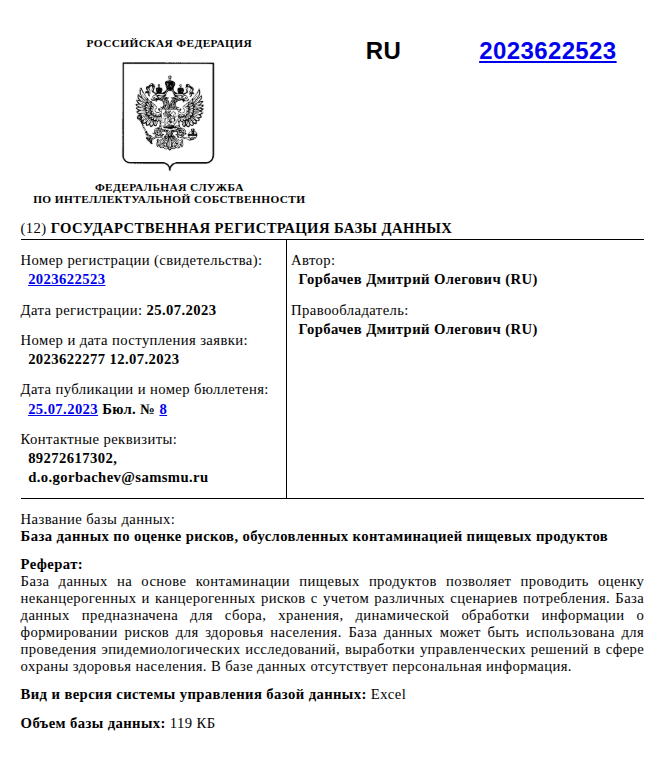 РОССИЙСКАЯ ФЕДЕРАЦИЯ
RU 2023622523
ФЕДЕРАЛЬНАЯ СЛУЖБА
ПО ИНТЕЛЛЕКТУАЛЬНОЙ СОБСТВЕННОСТИ
(12) ГОСУДАРСТВЕННАЯ РЕГИСТРАЦИЯ БАЗЫ ДАННЫХ
Номер регистрации (свидетельства):
2023622523
Дата регистрации: 25.07.2023
Номер и дата поступления заявки:
2023622277 12.07.2023
Дата публикации и номер бюллетеня:
25.07.2023 Бюл. № 8
Контактные реквизиты:
89272617302,
d.o.gorbachev@samsmu.ru
Автор:
Горбачев Дмитрий Олегович (RU)
Правообладатель:
Горбачев Дмитрий Олегович (RU)
Название базы данных:
База данных по оценке рисков, обусловленных контаминацией пищевых продуктов
Реферат:
База данных на основе контаминации пищевых продуктов позволяет проводить оценку
неканцерогенных и канцерогенных рисков с учетом различных сценариев потребления. База
данных предназначена для сбора, хранения, динамической обработки информации о
формировании рисков для здоровья населения. База данных может быть использована для
проведения эпидемиологических исследований, выработки управленческих решений в сфере
охраны здоровья населения. В базе данных отсутствует персональная информация.
Вид и версия системы управления базой данных: Excel
Объем базы данных: 119 КБ